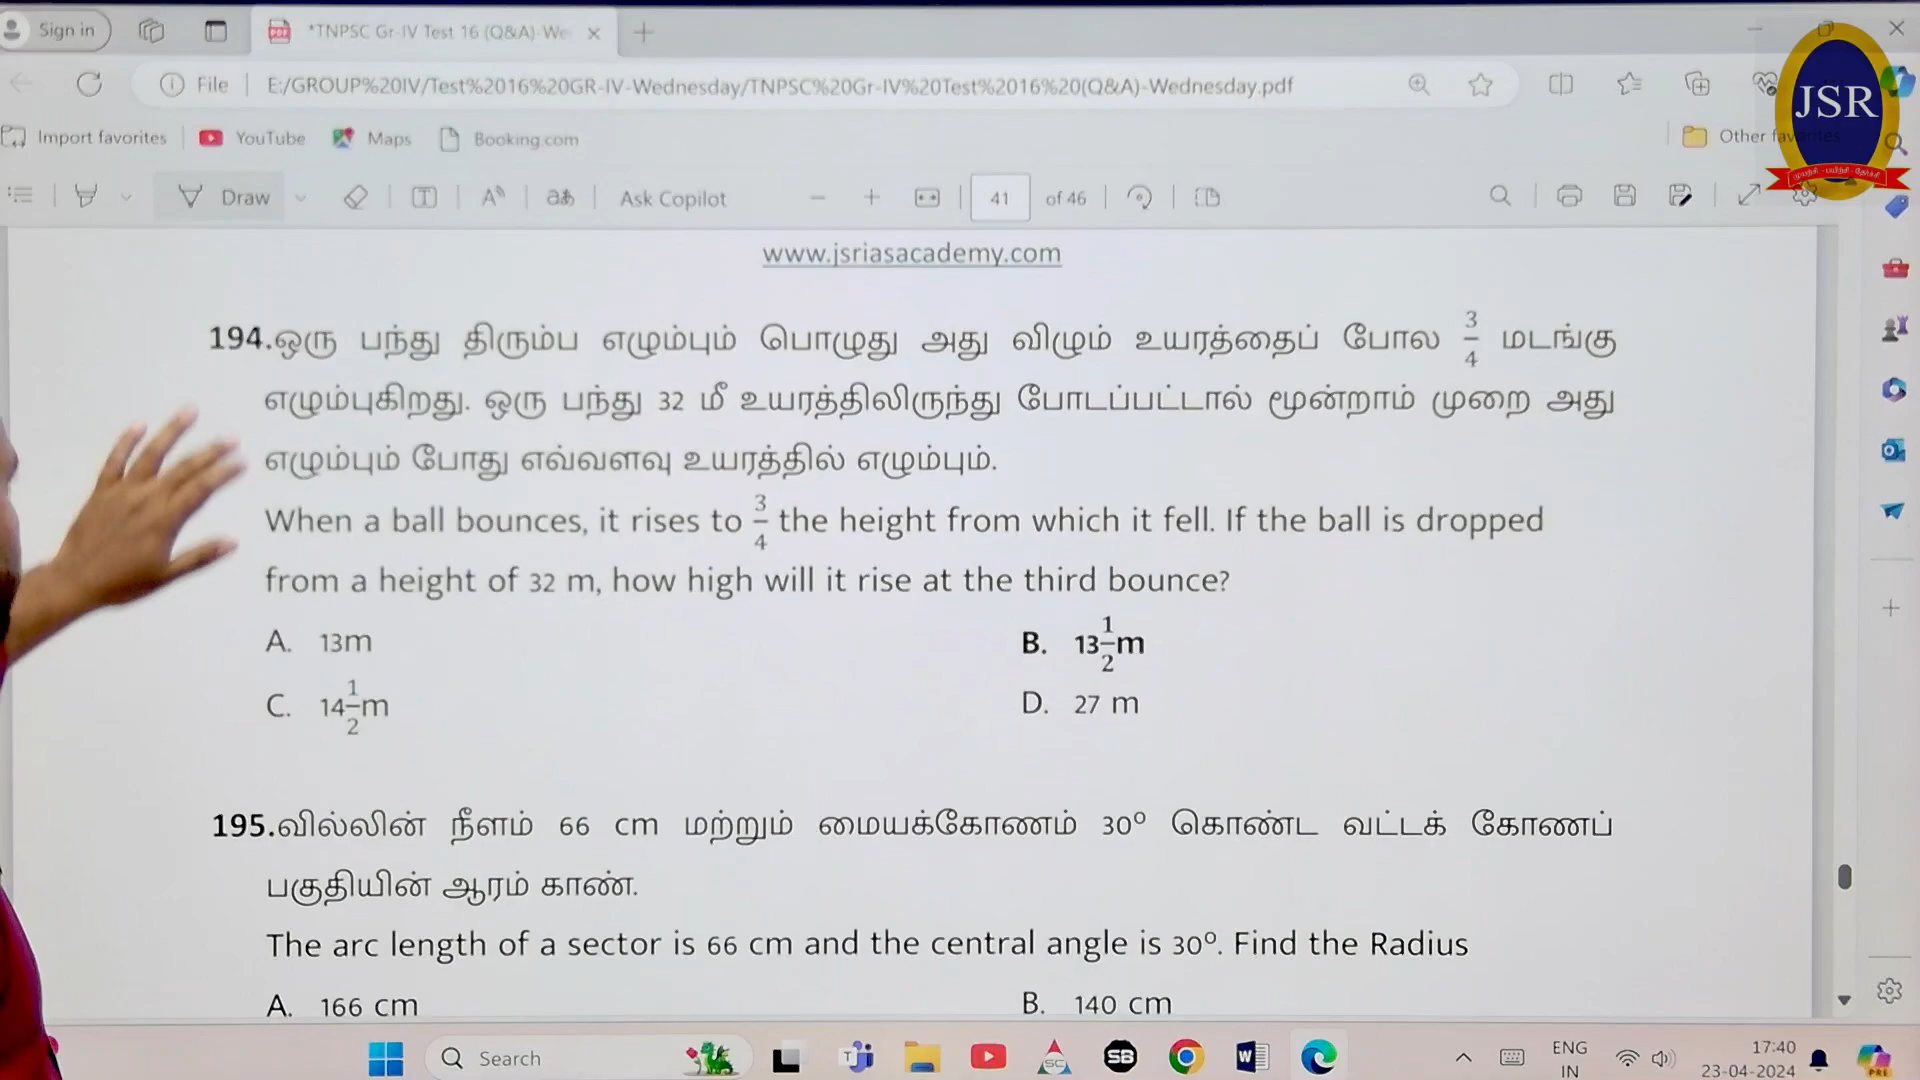 Sign in
*TNPSC Gr-IV Test 16 (Q&A)-We
File
E:/GROUP%20IV/Test%2016%20GR-IV-Wednesday/TNPSC%20Gr-IV%20Test%2016%20(Q&A)-Wednesday.pdf
JSR
Import favorites
YouTube
Maps
Booking.com
Other favorites
முயற்சி - பயிற்சி - தேர்ச்சி
Draw
Ask Copilot
41
of 46
www.jsriasacademy.com
194.ஒரு பந்து திரும்ப எழும்பும் பொழுது அது விழும் உயரத்தைப் போல 3/4 மடங்கு
எழும்புகிறது. ஒரு பந்து 32 மீ உயரத்திலிருந்து போடப்பட்டால் மூன்றாம் முறை அது
எழும்பும் போது எவ்வளவு உயரத்தில் எழும்பும்.
When a ball bounces, it rises to 3/4 the height from which it fell. If the ball is dropped
from a height of 32 m, how high will it rise at the third bounce?
A. 13m
B. 13 1/2 m
C. 14 1/2 m
D. 27 m
195.வில்லின் நீளம் 66 cm மற்றும் மையக்கோணம் 30º கொண்ட வட்டக் கோணப்
பகுதியின் ஆரம் காண்.
The arc length of a sector is 66 cm and the central angle is 30º. Find the Radius
A. 166 cm
B. 140 cm
Search
SC
SB
ENG
IN
17:40
23-04-2024
PRE